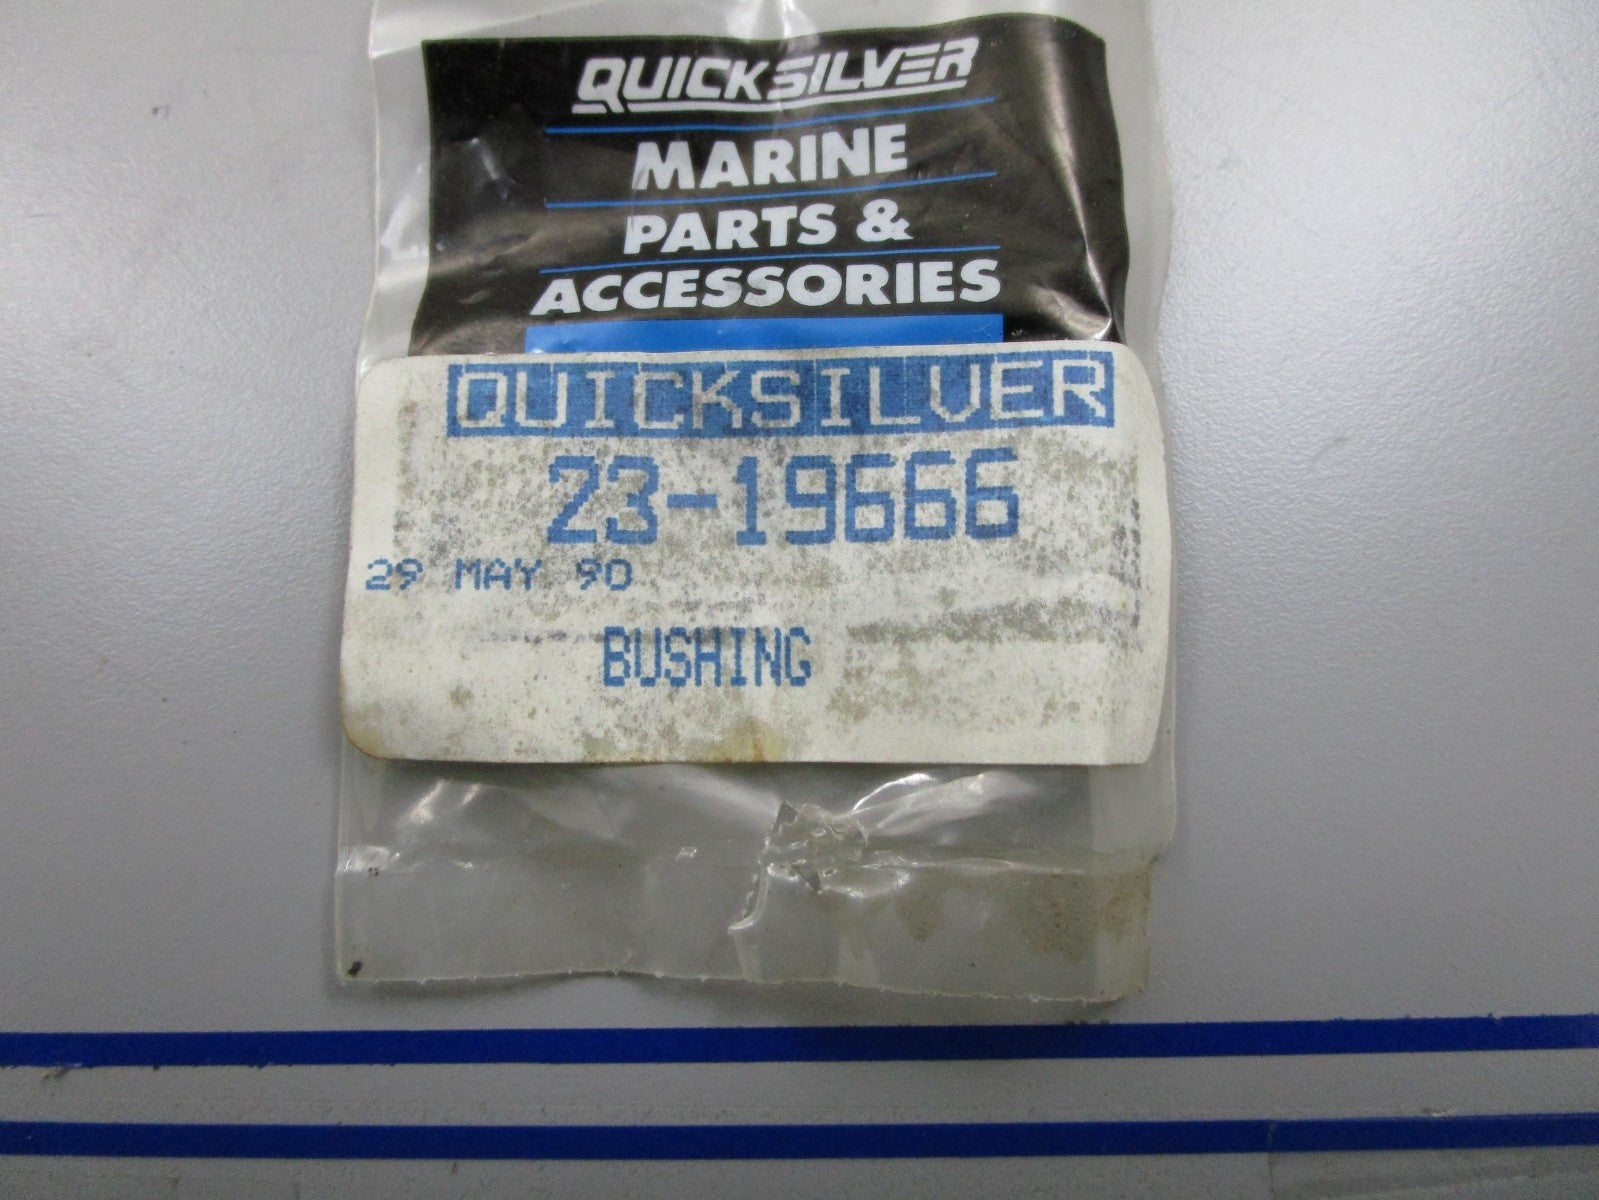 QUICKSILVER
MARINE
PARTS &
ACCESSORIES
QUICKSILVER
23-19666
29 MAY 90
BUSHING